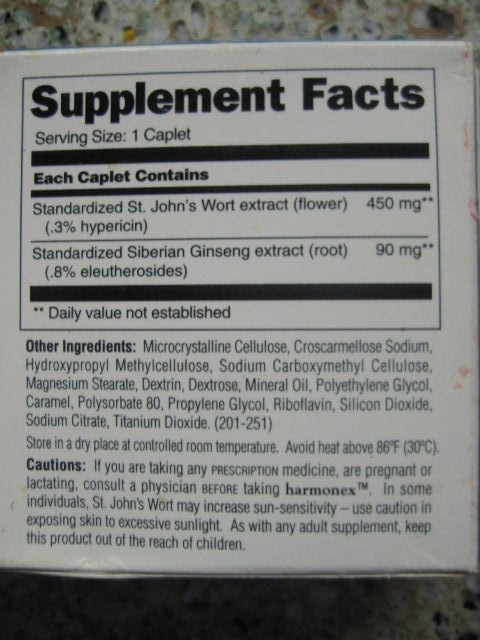 Supplement Facts
Serving Size: 1 Caplet
Each Caplet Contains
Standardized St. John's Wort extract (flower) 450 mg**
(.3% hypericin)
Standardized Siberian Ginseng extract (root) 90 mg**
(.8% eleutherosides)
** Daily value not established
Other Ingredients: Microcrystalline Cellulose, Croscarmellose Sodium,
Hydroxypropyl Methylcellulose, Sodium Carboxymethyl Cellulose,
Magnesium Stearate, Dextrin, Dextrose, Mineral Oil, Polyethylene Glycol,
Caramel, Polysorbate 80, Propylene Glycol, Riboflavin, Silicon Dioxide,
Sodium Citrate, Titanium Dioxide. (201-251)
Store in a dry place at controlled room temperature. Avoid heat above 86ºF (30ºC).
Cautions: If you are taking any PRESCRIPTION medicine, are pregnant or
lactating, consult a physician BEFORE taking harmonex™. In some
individuals, St. John's Wort may increase sun-sensitivity – use caution in
exposing skin to excessive sunlight. As with any adult supplement, keep
this product out of the reach of children.